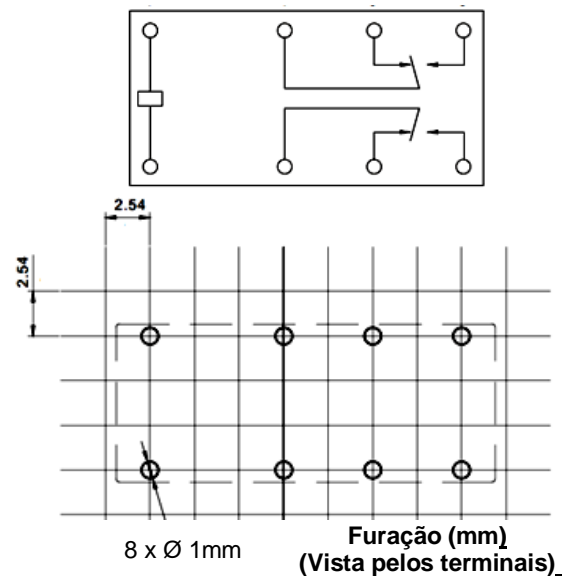 2.54
2.54
8 x Ø 1mm
Furação (mm)
(Vista pelos terminais)